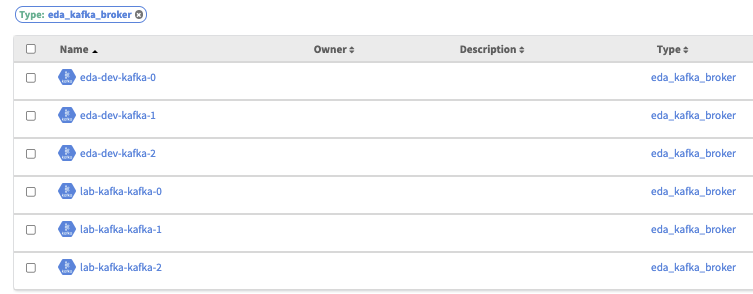 Type: eda_kafka_broker
Name Owner Description Type
eda-dev-kafka-0 eda_kafka_broker
eda-dev-kafka-1 eda_kafka_broker
eda-dev-kafka-2 eda_kafka_broker
lab-kafka-kafka-0 eda_kafka_broker
lab-kafka-kafka-1 eda_kafka_broker
lab-kafka-kafka-2 eda_kafka_broker